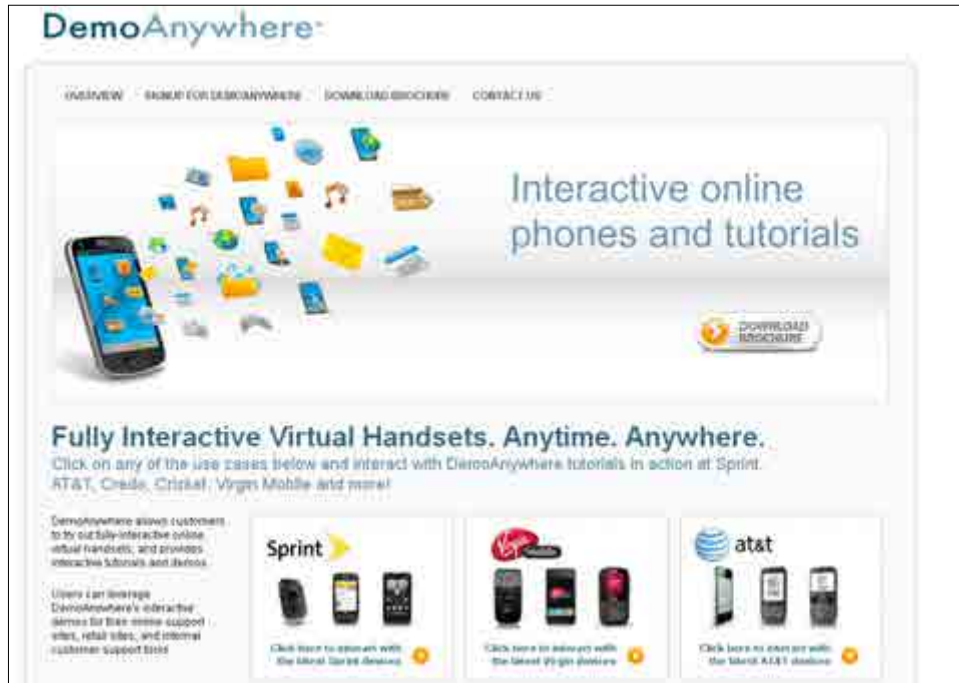 DemoAnywhere™
OVERVIEW SIGNUP FOR DEMOANYWHERE DOWNLOAD BROCHURE CONTACT US
Interactive online
phones and tutorials
DOWNLOAD
BROCHURE
Fully Interactive Virtual Handsets. Anytime. Anywhere.
Click on any of the use cases below and interact with DemoAnywhere tutorials in action at Sprint,
AT&T, Credo, Cricket, Virgin Mobile and more!
DemoAnywhere allows customers
to try out fully-interactive online
virtual handsets, and provides
interactive tutorials and demos.
Users can leverage
DemoAnywhere's interactive
demos for their online support
sites, retail sites, and internal
customer support tools
Sprint
Click here to interact with
the latest Sprint devices
Virgin
mobile
Click here to interact with
the latest Virgin devices
at&t
Click here to interact with
the latest AT&T devices